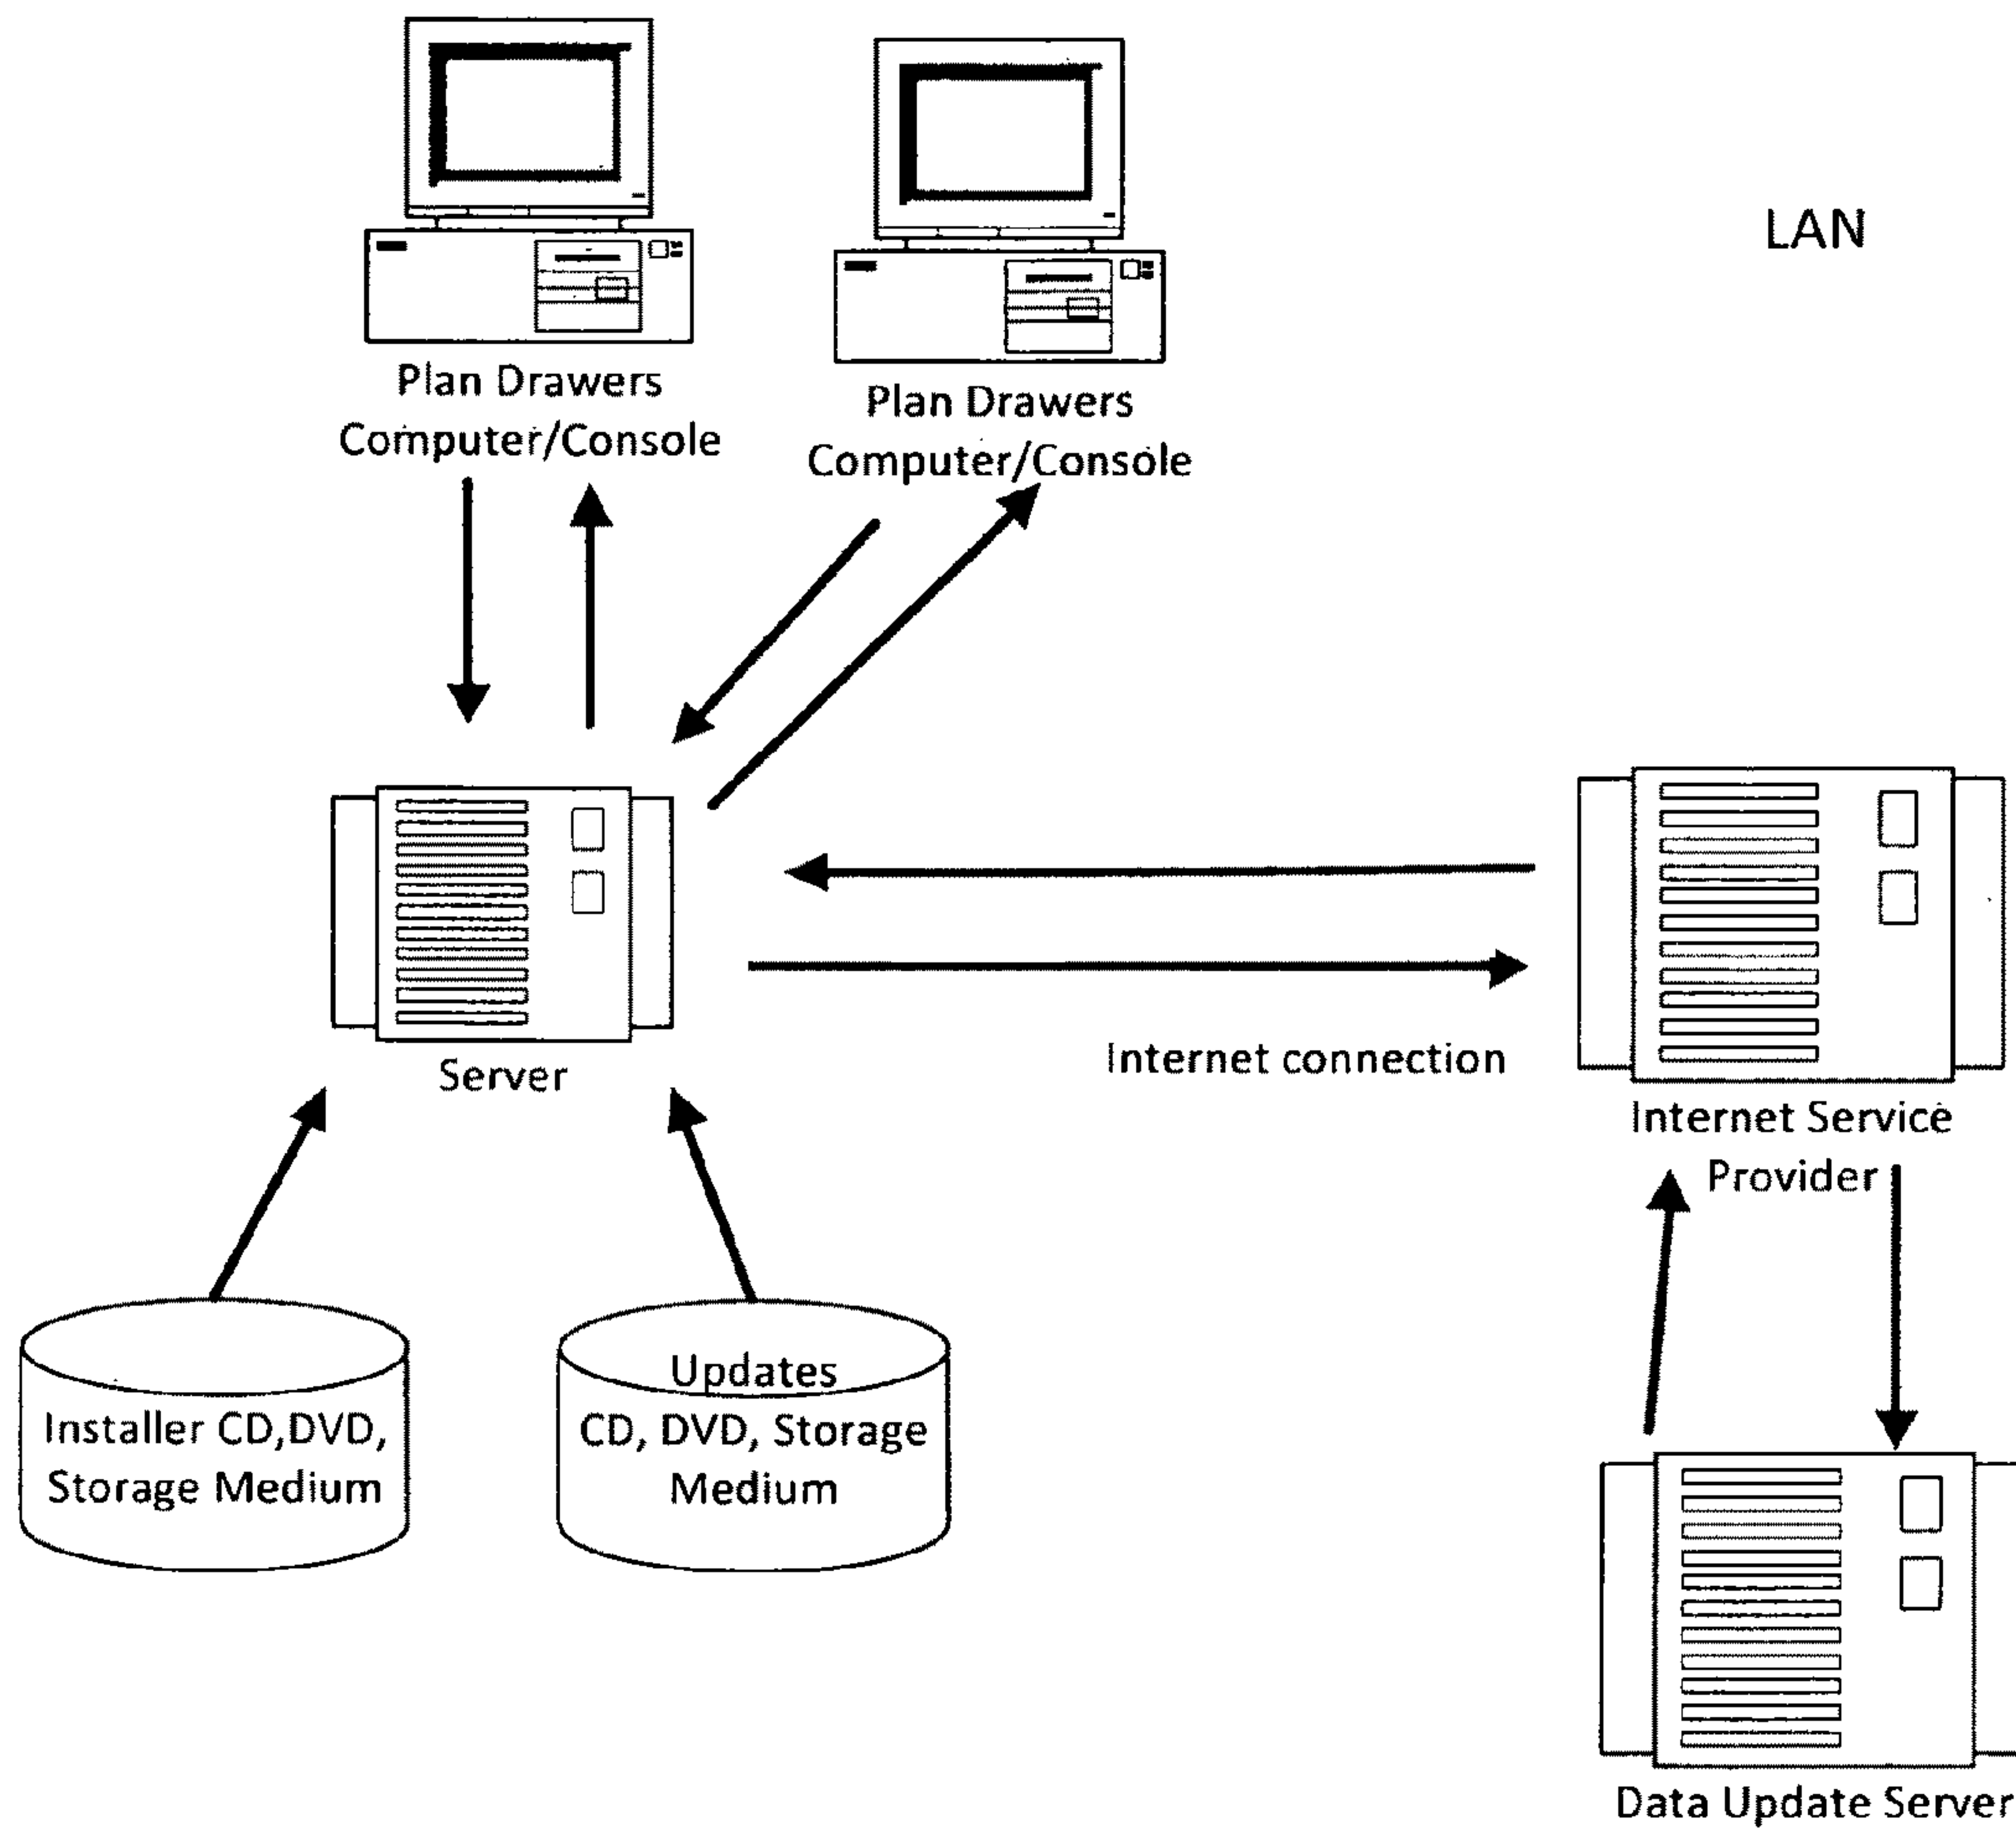 LAN
Plan Drawers
Computer/Console
Plan Drawers
Computer/Console
Server
Internet connection
Internet Service
Provider
Installer CD,DVD,
Storage Medium
Updates
CD, DVD, Storage
Medium
Data Update Server